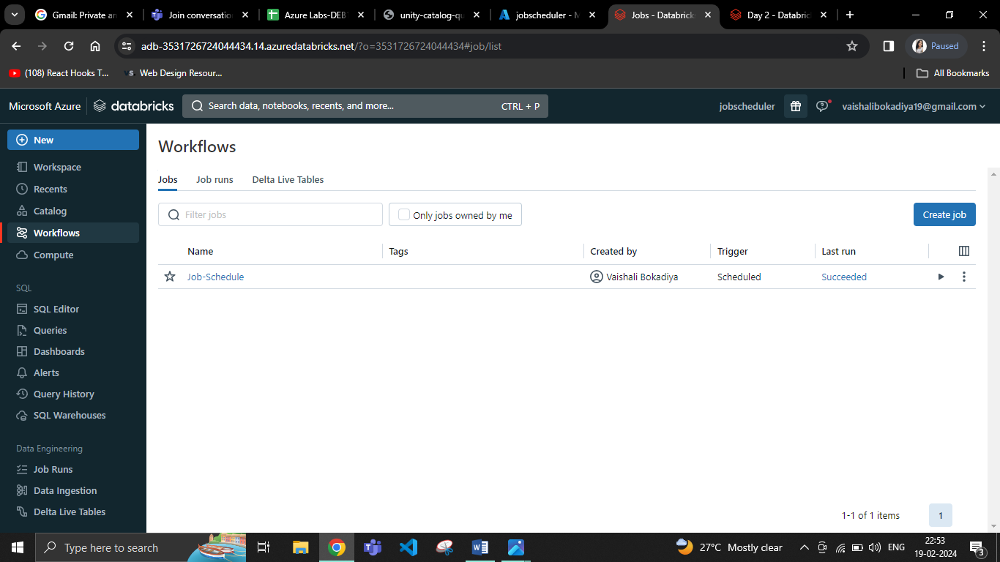 Gmail: Private an
Join conversation
Azure Labs-DEB
unity-catalog-qu
jobscheduler - M
Jobs - Databrick
Day 2 - Databric
adb-3531726724044434.14.azuredatabricks.net/?o=3531726724044434#job/list
Paused
(108) React Hooks T...
VS
Web Design Resour...
All Bookmarks
Microsoft Azure
databricks
Search data, notebooks, recents, and more...
CTRL + P
jobscheduler
vaishalibokadiya19@gmail.com
New
Workspace
Recents
Catalog
Workflows
Compute
SQL
SQL Editor
Queries
Dashboards
Alerts
Query History
SQL Warehouses
Data Engineering
Job Runs
Data Ingestion
Delta Live Tables
Workflows
Jobs
Job runs
Delta Live Tables
Filter jobs
Only jobs owned by me
Create job
Name
Tags
Created by
Trigger
Last run
Job-Schedule
Vaishali Bokadiya
Scheduled
Succeeded
1-1 of 1 items
1
Type here to search
27°C Mostly clear
ENG
22:53
19-02-2024
3